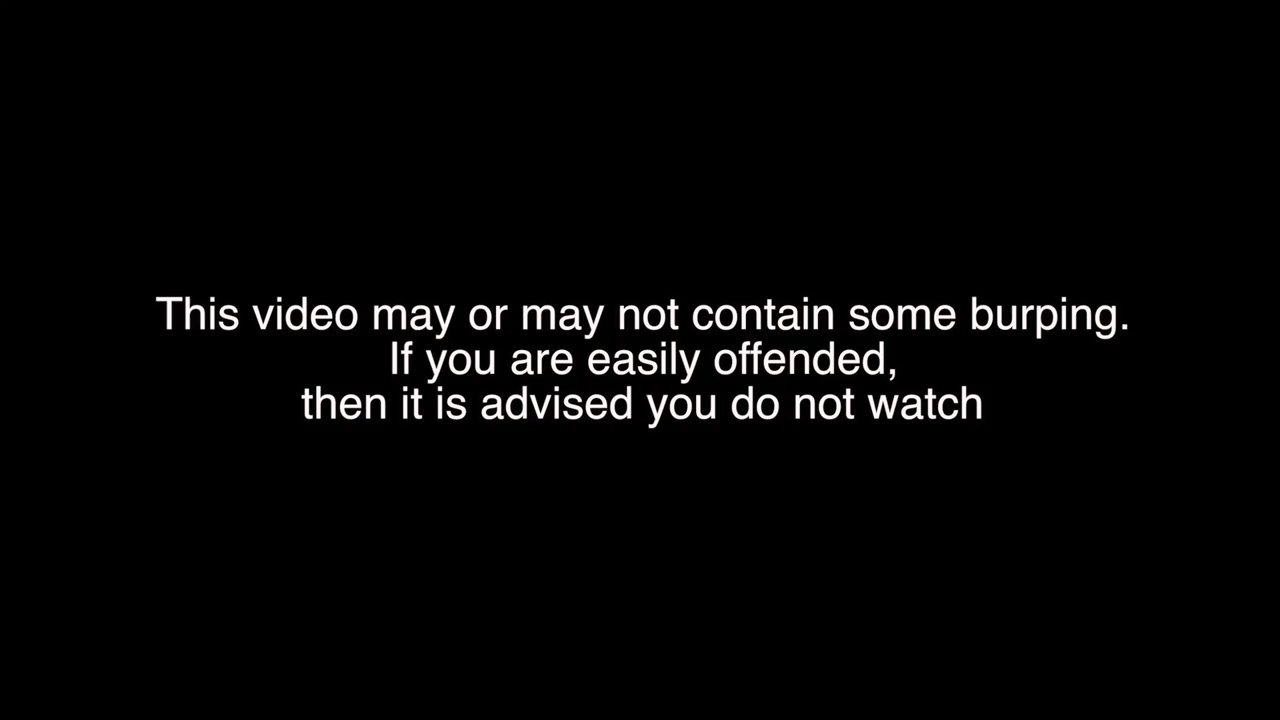 This video may or may not contain some burping.
If you are easily offended,
then it is advised you do not watch